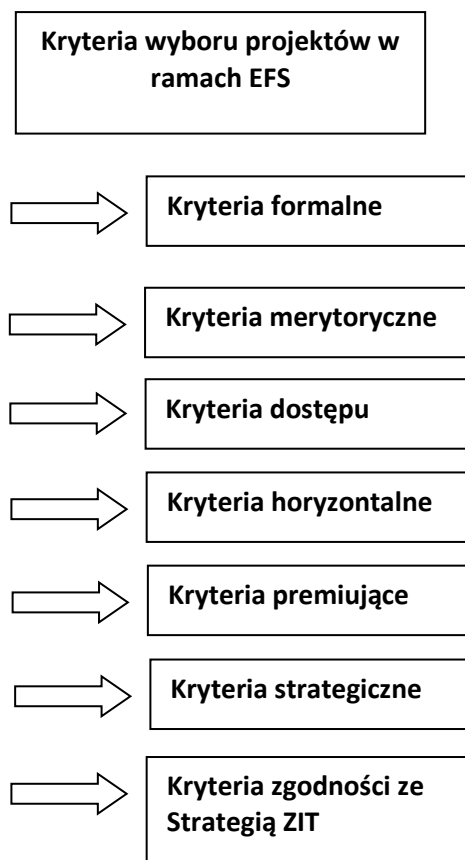 Kryteria wyboru projektów w
ramach EFS
Kryteria formalne
Kryteria merytoryczne
Kryteria dostępu
Kryteria horyzontalne
Kryteria premiujące
Kryteria strategiczne
Kryteria zgodności ze
Strategią ZIT